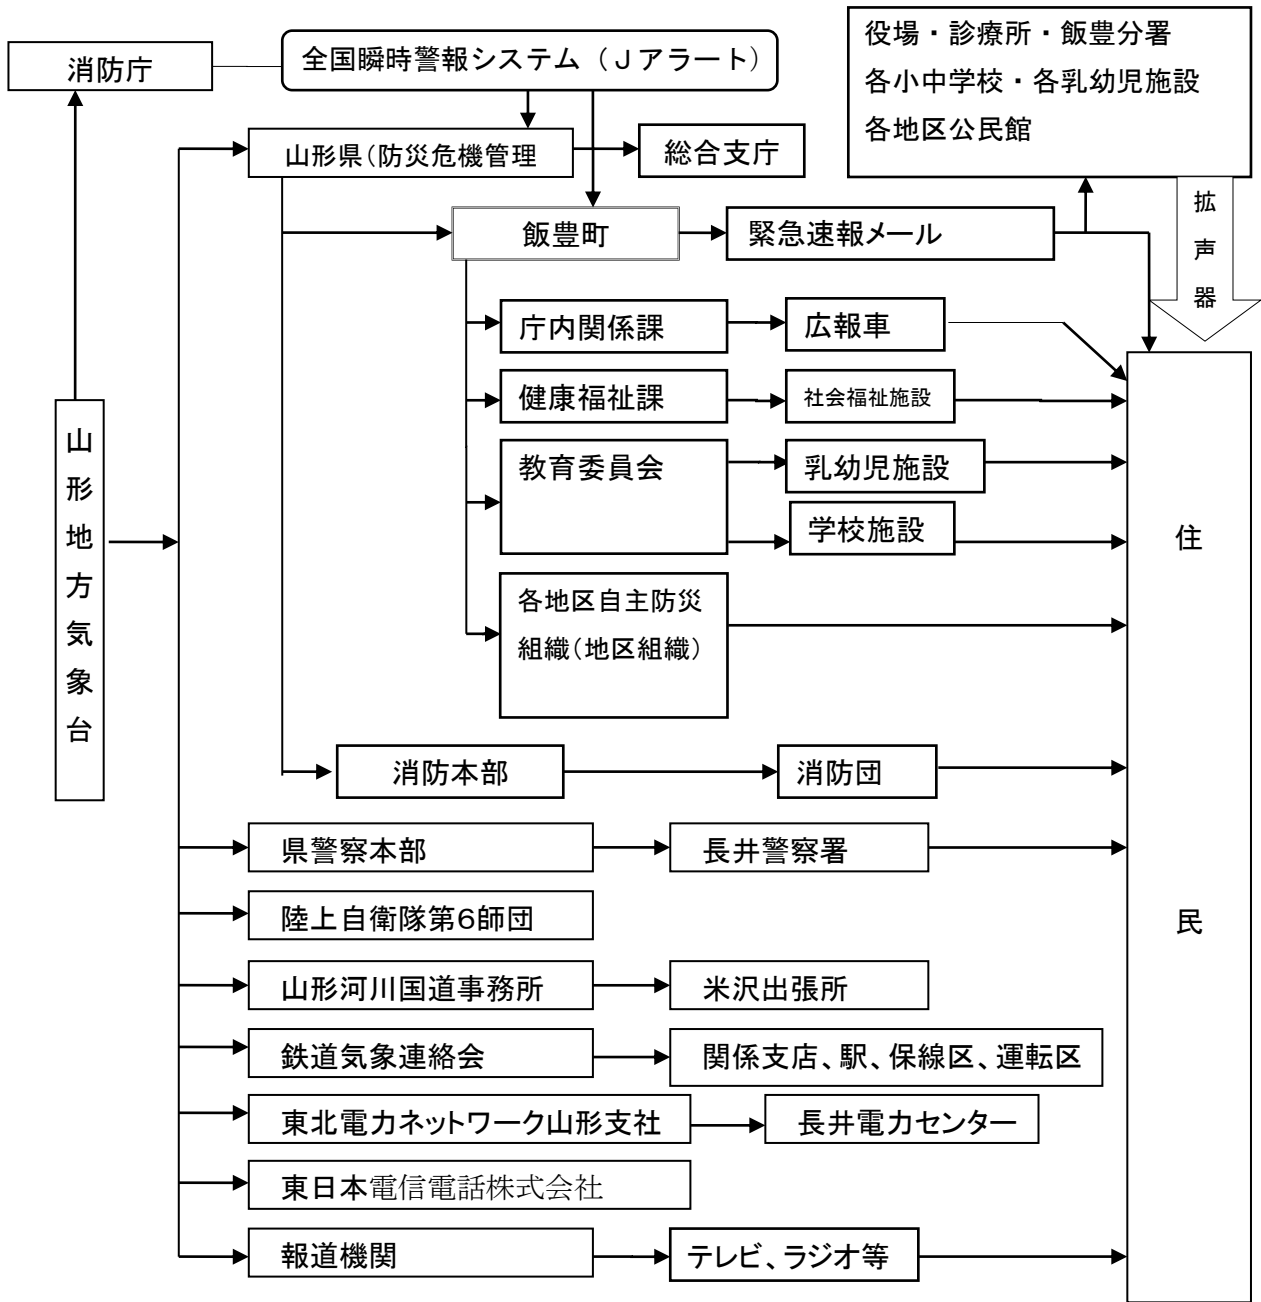 消防庁
全国瞬時警報システム（Ｊアラート）
役場・診療所・飯豊分署
各小中学校・各乳幼児施設
各地区公民館
山形県（防災危機管理
総合支庁
拡声器
飯豊町
緊急速報メール
庁内関係課
広報車
健康福祉課
社会福祉施設
教育委員会
乳幼児施設
学校施設
各地区自主防災
組織（地区組織）
山形地方気象台
住民
消防本部
消防団
県警察本部
長井警察署
陸上自衛隊第６師団
山形河川国道事務所
米沢出張所
鉄道気象連絡会
関係支店、駅、保線区、運転区
東北電力ネットワーク山形支社
長井電力センター
東日本電信電話株式会社
報道機関
テレビ、ラジオ等